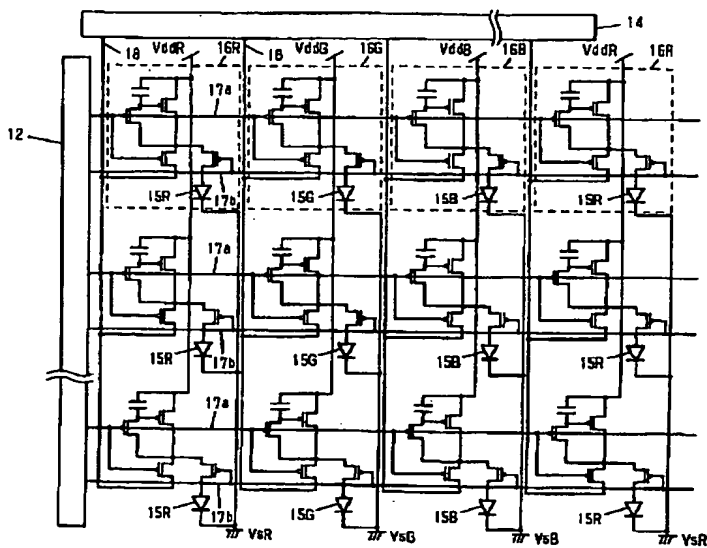 14
18 VddR 16R 18 VddG 16G VddB 16B VddR 16R
12
17a
15R 17b 15G 15B 15R
17a
15R 17b 15G 15B 15R
17a
15R 17b 15G 15B 15R
VsR VsG VsB VsR